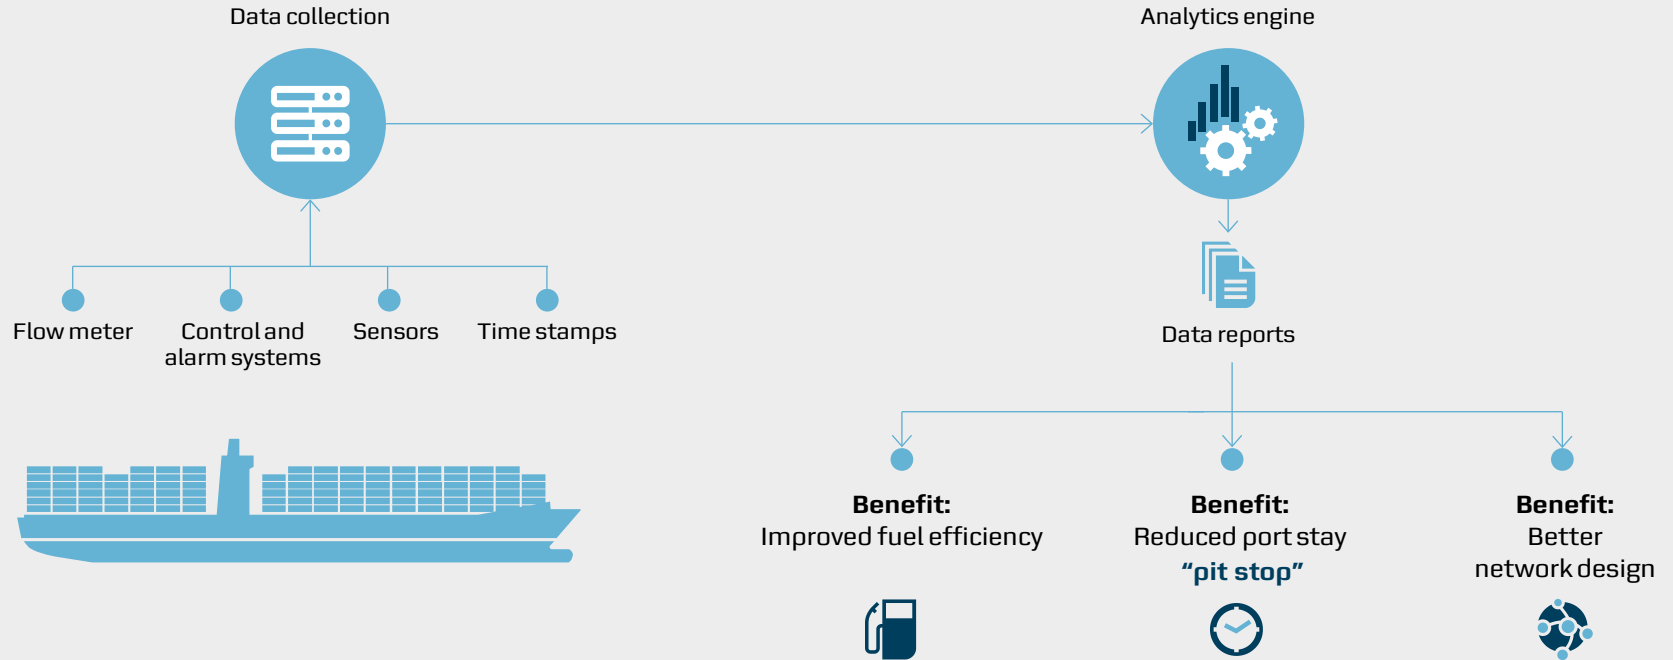 Data collection
Analytics engine
Flow meter
Control and
alarm systems
Sensors
Time stamps
Data reports
Benefit:
Improved fuel efficiency
Benefit:
Reduced port stay
“pit stop”
Benefit:
Better
network design